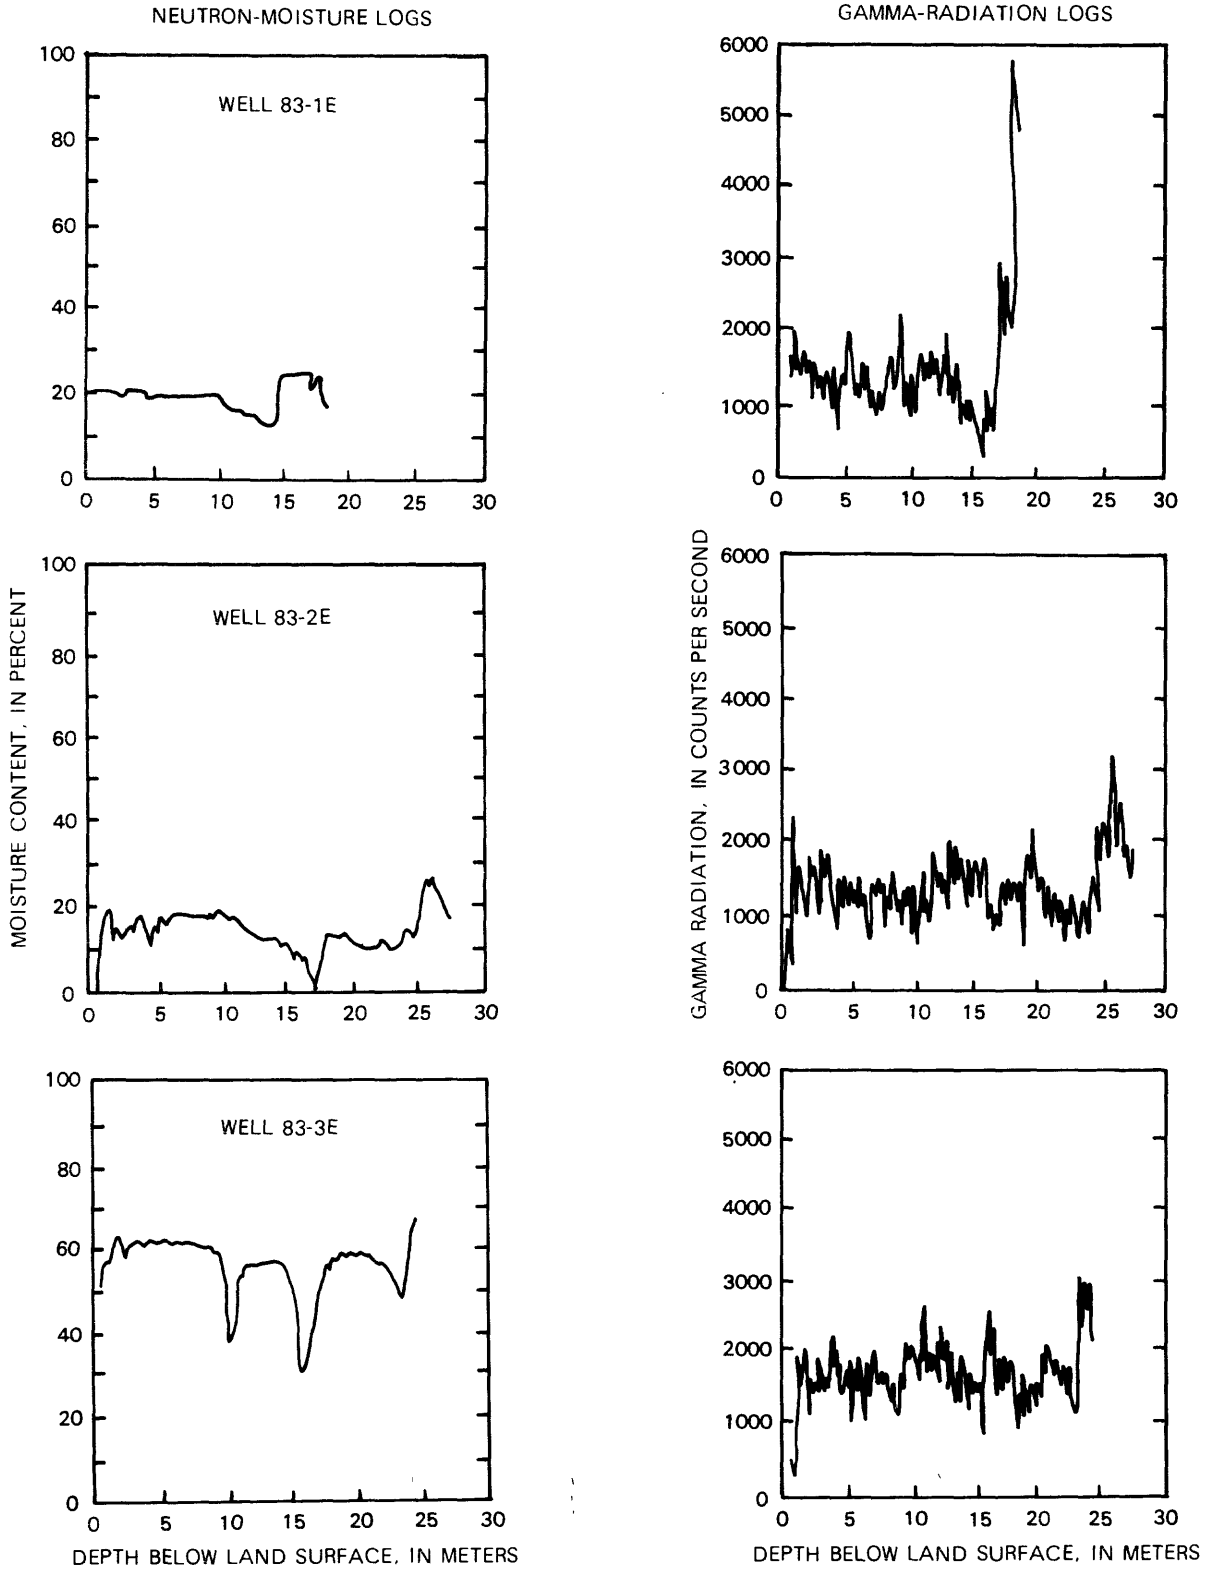 NEUTRON-MOISTURE LOGS
GAMMA-RADIATION LOGS
100
80
60
40
20
0
WELL 83-1E
0 5 10 15 20 25 30
6000
5000
4000
3000
2000
1000
0
0 5 10 15 20 25 30
MOISTURE CONTENT, IN PERCENT
100
80
60
40
20
0
WELL 83-2E
0 5 10 15 20 25 30
GAMMA RADIATION, IN COUNTS PER SECOND
6000
5000
4000
3000
2000
1000
0
0 5 10 15 20 25 30
100
80
60
40
20
0
WELL 83-3E
0 5 10 15 20 25 30
DEPTH BELOW LAND SURFACE, IN METERS
6000
5000
4000
3000
2000
1000
0
0 5 10 15 20 25 30
DEPTH BELOW LAND SURFACE, IN METERS